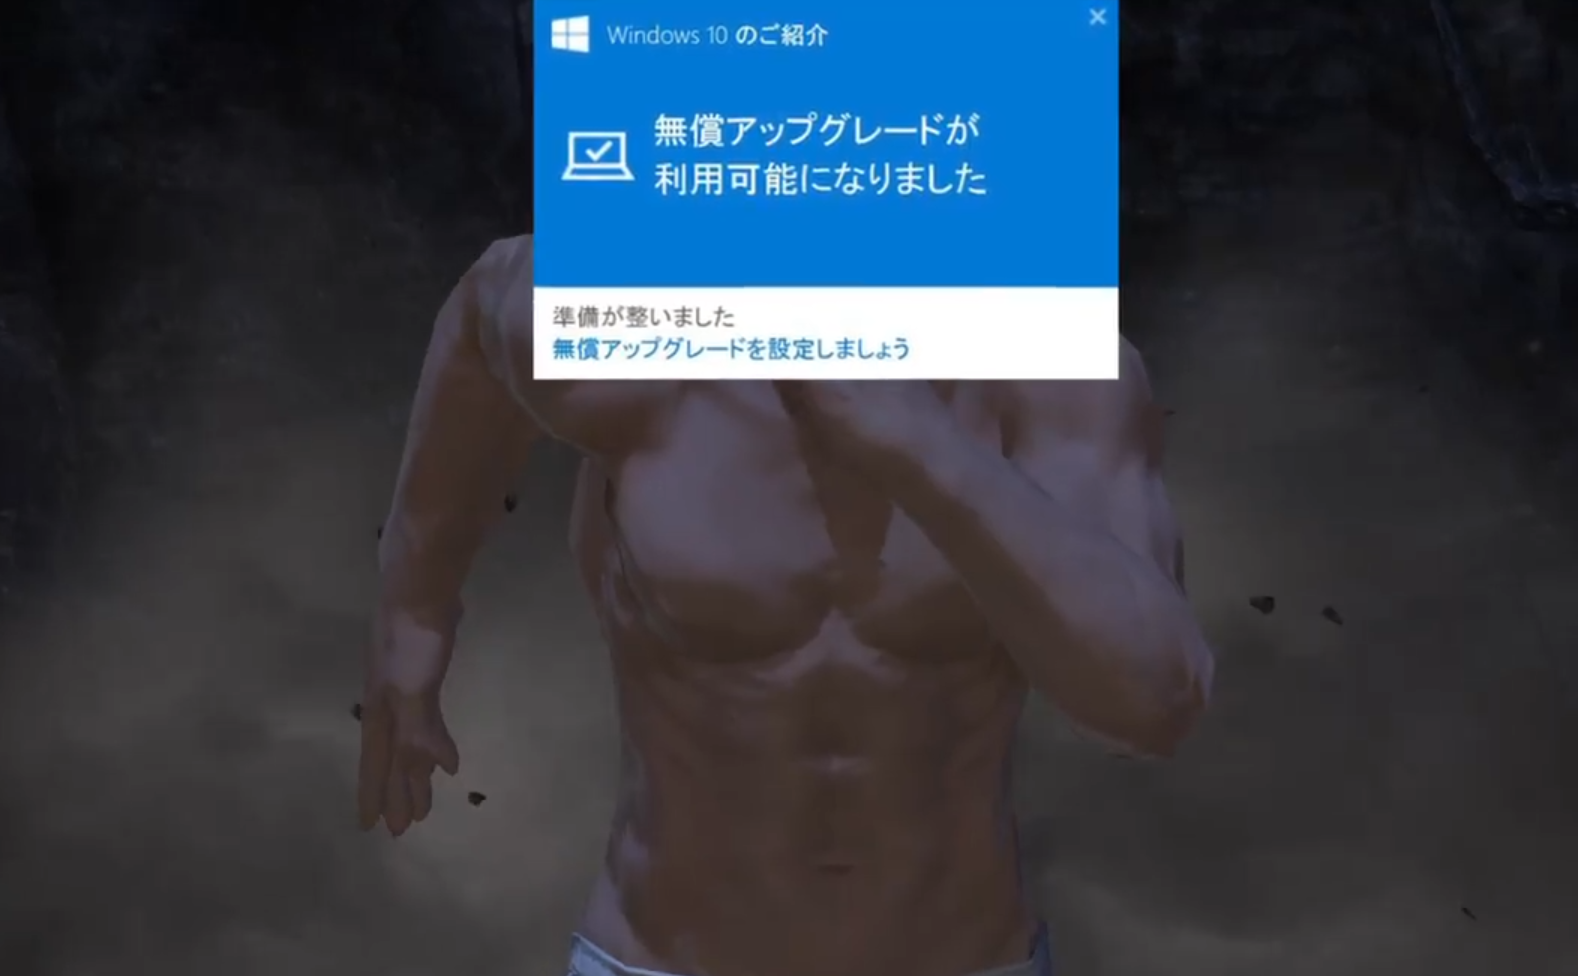 Windows 10 のご紹介
無償アップグレードが
利用可能になりました
準備が整いました
無償アップグレードを設定しましょう